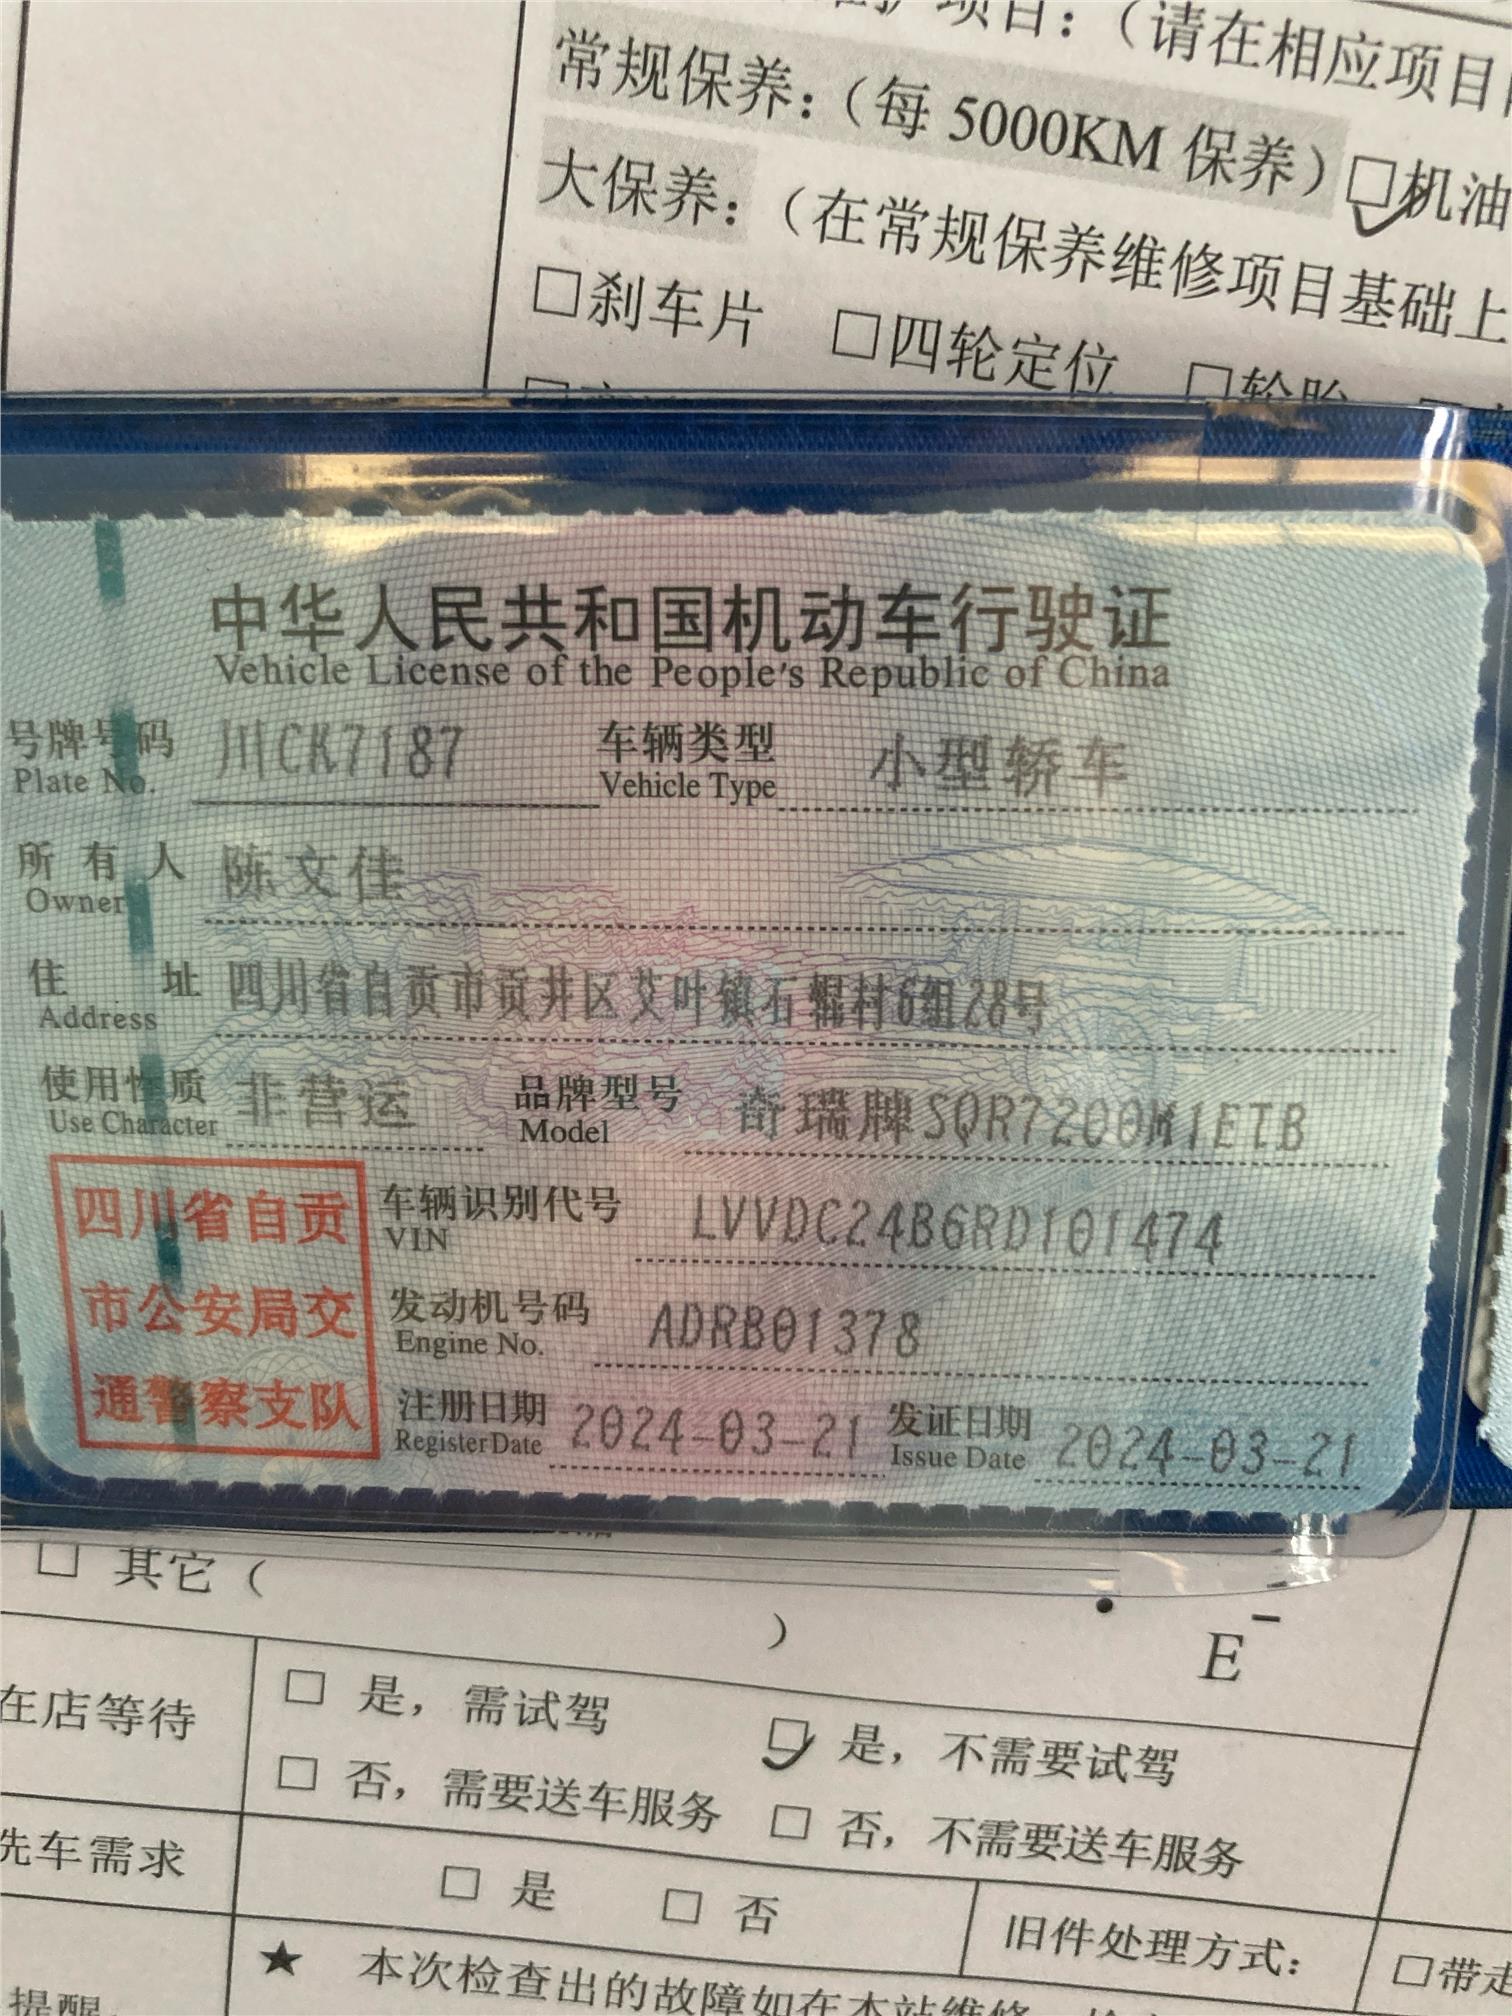 项目：（请在相应项目
常规保养：（每 5000KM 保养）□机油
大保养：（在常规保养维修项目基础上
□刹车片 □四轮定位 □轮胎
中华人民共和国机动车行驶证
Vehicle License of the People's Republic of China
号牌号码 川CK7187 车辆类型 小型轿车
Plate No. Vehicle Type
所有人 陈文佳
Owner
住址 四川省自贡市贡井区艾叶镇石辊村6组28号
Address
使用性质 非营运 品牌型号 奇瑞牌SQR7200M1ETB
Use Character Model
四川省自贡
市公安局交
通警察支队
车辆识别代号 LVVDC24B6RD101474
VIN
发动机号码 ADRB01378
Engine No.
注册日期 2024-03-21 发证日期 2024-03-21
Register Date Issue Date
□ 其它（
）
E
在店等待
□ 是，需试驾 □ 是，不需要试驾
□ 否，需要送车服务 □ 否，不需要送车服务
洗车需求 □ 是 □ 否 旧件处理方式： □带走
提醒
★ 本次检查出的故障如在本站维修